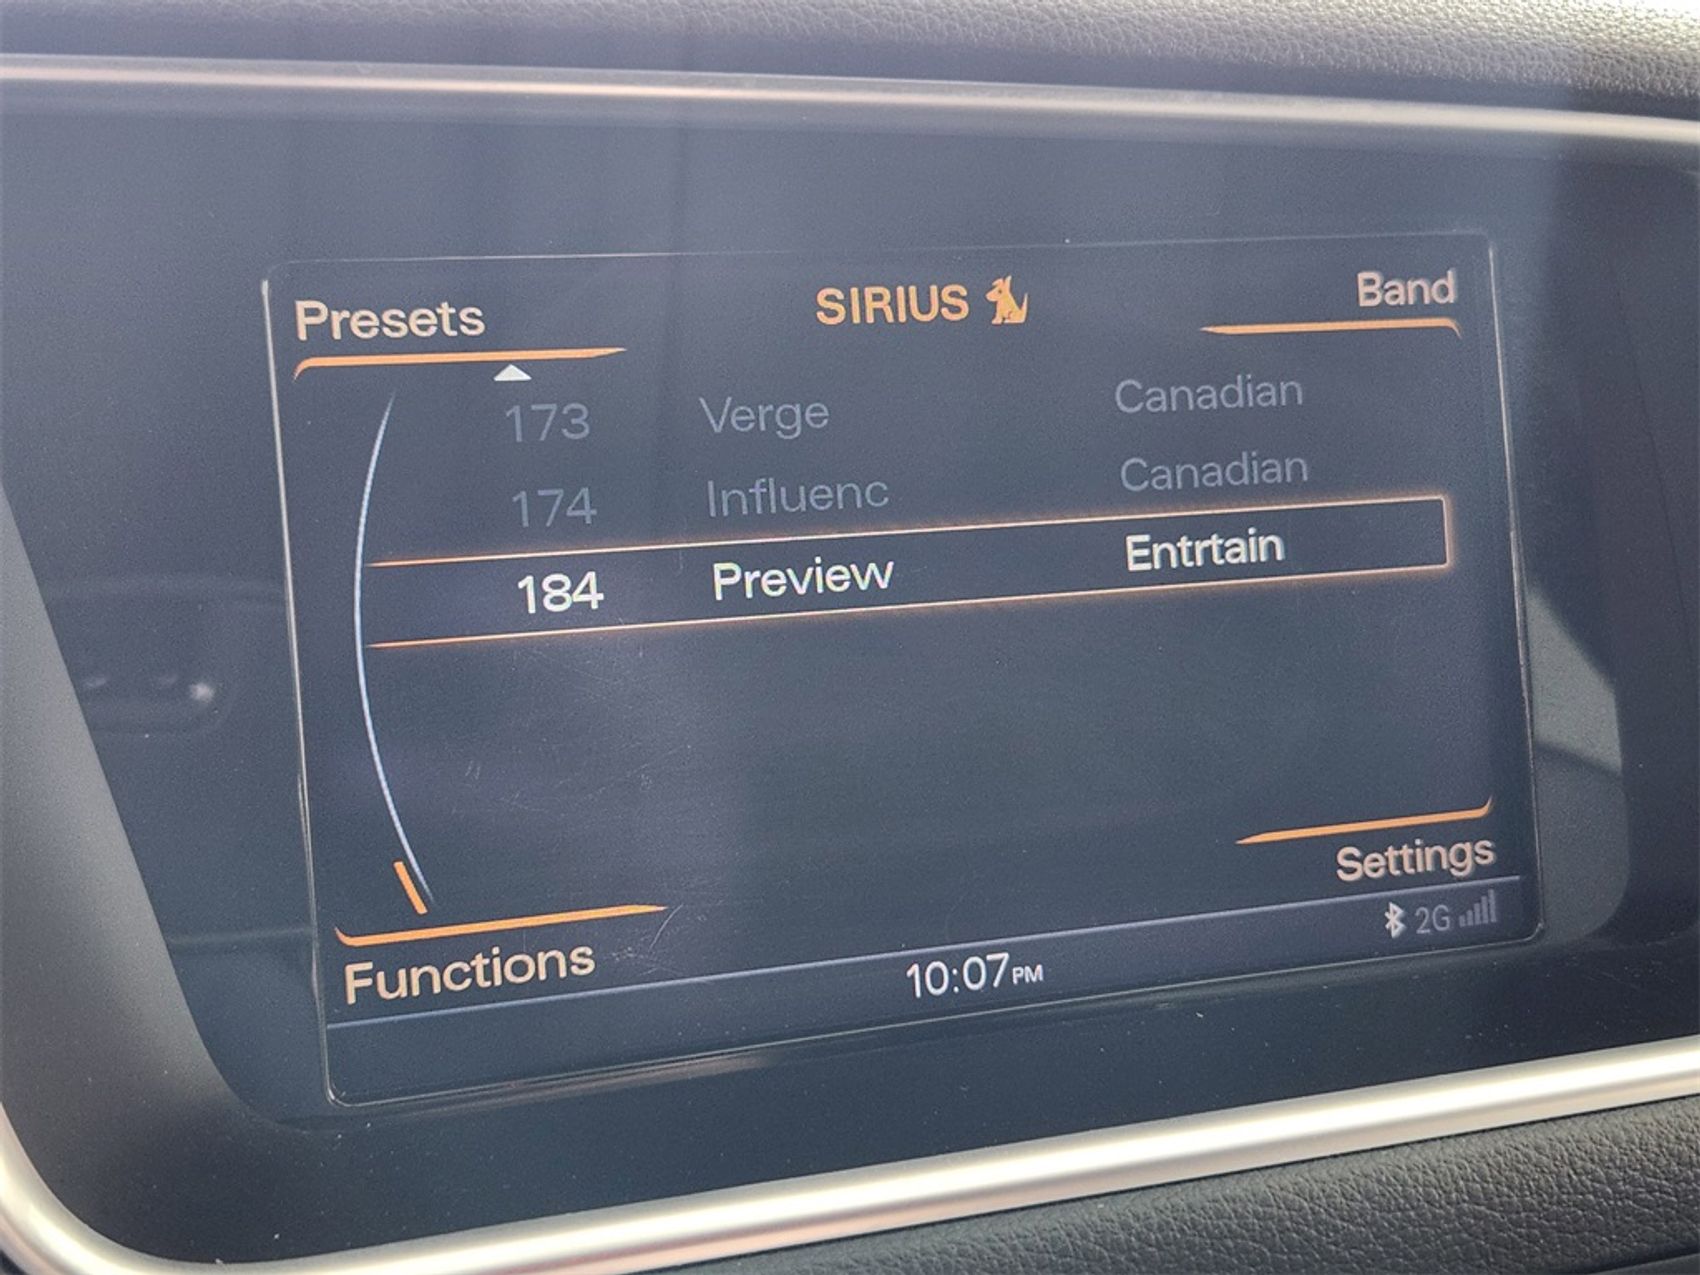 Presets SIRIUS Band
173 Verge Canadian
174 Influenc Canadian
184 Preview Entrtain
Settings
Functions 10:07PM 2G